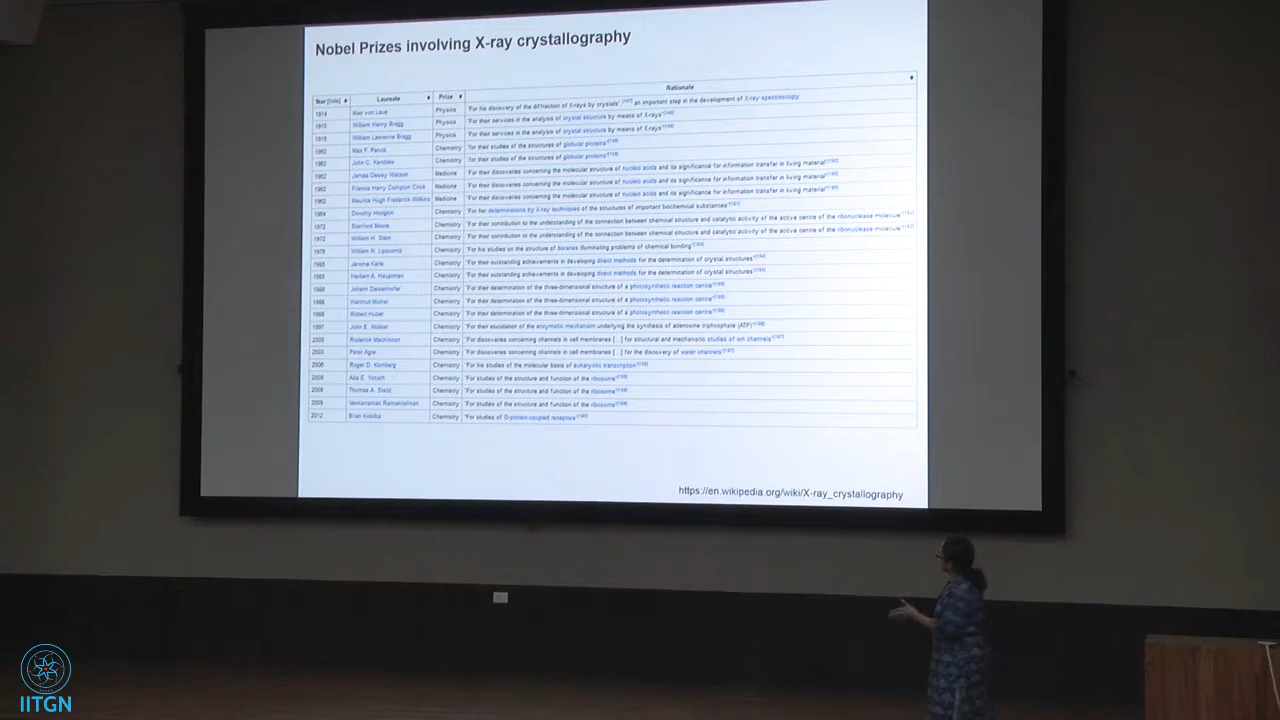 Nobel Prizes involving X-ray crystallography
Year Laureate Prize Rationale
1914 Max von Laue Physics "For his discovery of the diffraction of X-rays by crystals", an important step in the development of X-ray spectroscopy.
1915 William Henry Bragg Physics "For their services in the analysis of crystal structure by means of X-rays"
1915 William Lawrence Bragg Physics "For their services in the analysis of crystal structure by means of X-rays"
1962 Max F. Perutz Chemistry "for their studies of the structures of globular proteins"
1962 John C. Kendrew Chemistry "for their studies of the structures of globular proteins"
1962 James Dewey Watson Medicine "For their discoveries concerning the molecular structure of nucleic acids and its significance for information transfer in living material"
1962 Francis Harry Compton Crick Medicine "For their discoveries concerning the molecular structure of nucleic acids and its significance for information transfer in living material"
1962 Maurice Hugh Frederick Wilkins Medicine "For their discoveries concerning the molecular structure of nucleic acids and its significance for information transfer in living material"
1964 Dorothy Hodgkin Chemistry "For her determinations by X-ray techniques of the structures of important biochemical substances"
1972 Stanford Moore Chemistry "For their contribution to the understanding of the connection between chemical structure and catalytic activity of the active centre of the ribonuclease molecule"
1972 William H. Stein Chemistry "For their contribution to the understanding of the connection between chemical structure and catalytic activity of the active centre of the ribonuclease molecule"
1976 William N. Lipscomb Chemistry "For his studies on the structure of boranes illuminating problems of chemical bonding"
1985 Jerome Karle Chemistry "For their outstanding achievements in developing direct methods for the determination of crystal structures"
1985 Herbert A. Hauptman Chemistry "For their outstanding achievements in developing direct methods for the determination of crystal structures"
1988 Johann Deisenhofer Chemistry "For their determination of the three-dimensional structure of a photosynthetic reaction centre"
1988 Hartmut Michel Chemistry "For their determination of the three-dimensional structure of a photosynthetic reaction centre"
1988 Robert Huber Chemistry "For their determination of the three-dimensional structure of a photosynthetic reaction centre"
1997 John E. Walker Chemistry "For their elucidation of the enzymatic mechanism underlying the synthesis of adenosine triphosphate (ATP)"
2003 Roderick MacKinnon Chemistry "For discoveries concerning channels in cell membranes [...] for structural and mechanistic studies of ion channels"
2003 Peter Agre Chemistry "For discoveries concerning channels in cell membranes [...] for the discovery of water channels"
2006 Roger D. Kornberg Chemistry "For his studies of the molecular basis of eukaryotic transcription"
2009 Ada E. Yonath Chemistry "For studies of the structure and function of the ribosome"
2009 Thomas A. Steitz Chemistry "For studies of the structure and function of the ribosome"
2009 Venkatraman Ramakrishnan Chemistry "For studies of the structure and function of the ribosome"
2012 Brian Kobilka Chemistry "For studies of G-protein-coupled receptors"
https://en.wikipedia.org/wiki/X-ray_crystallography
IITGN